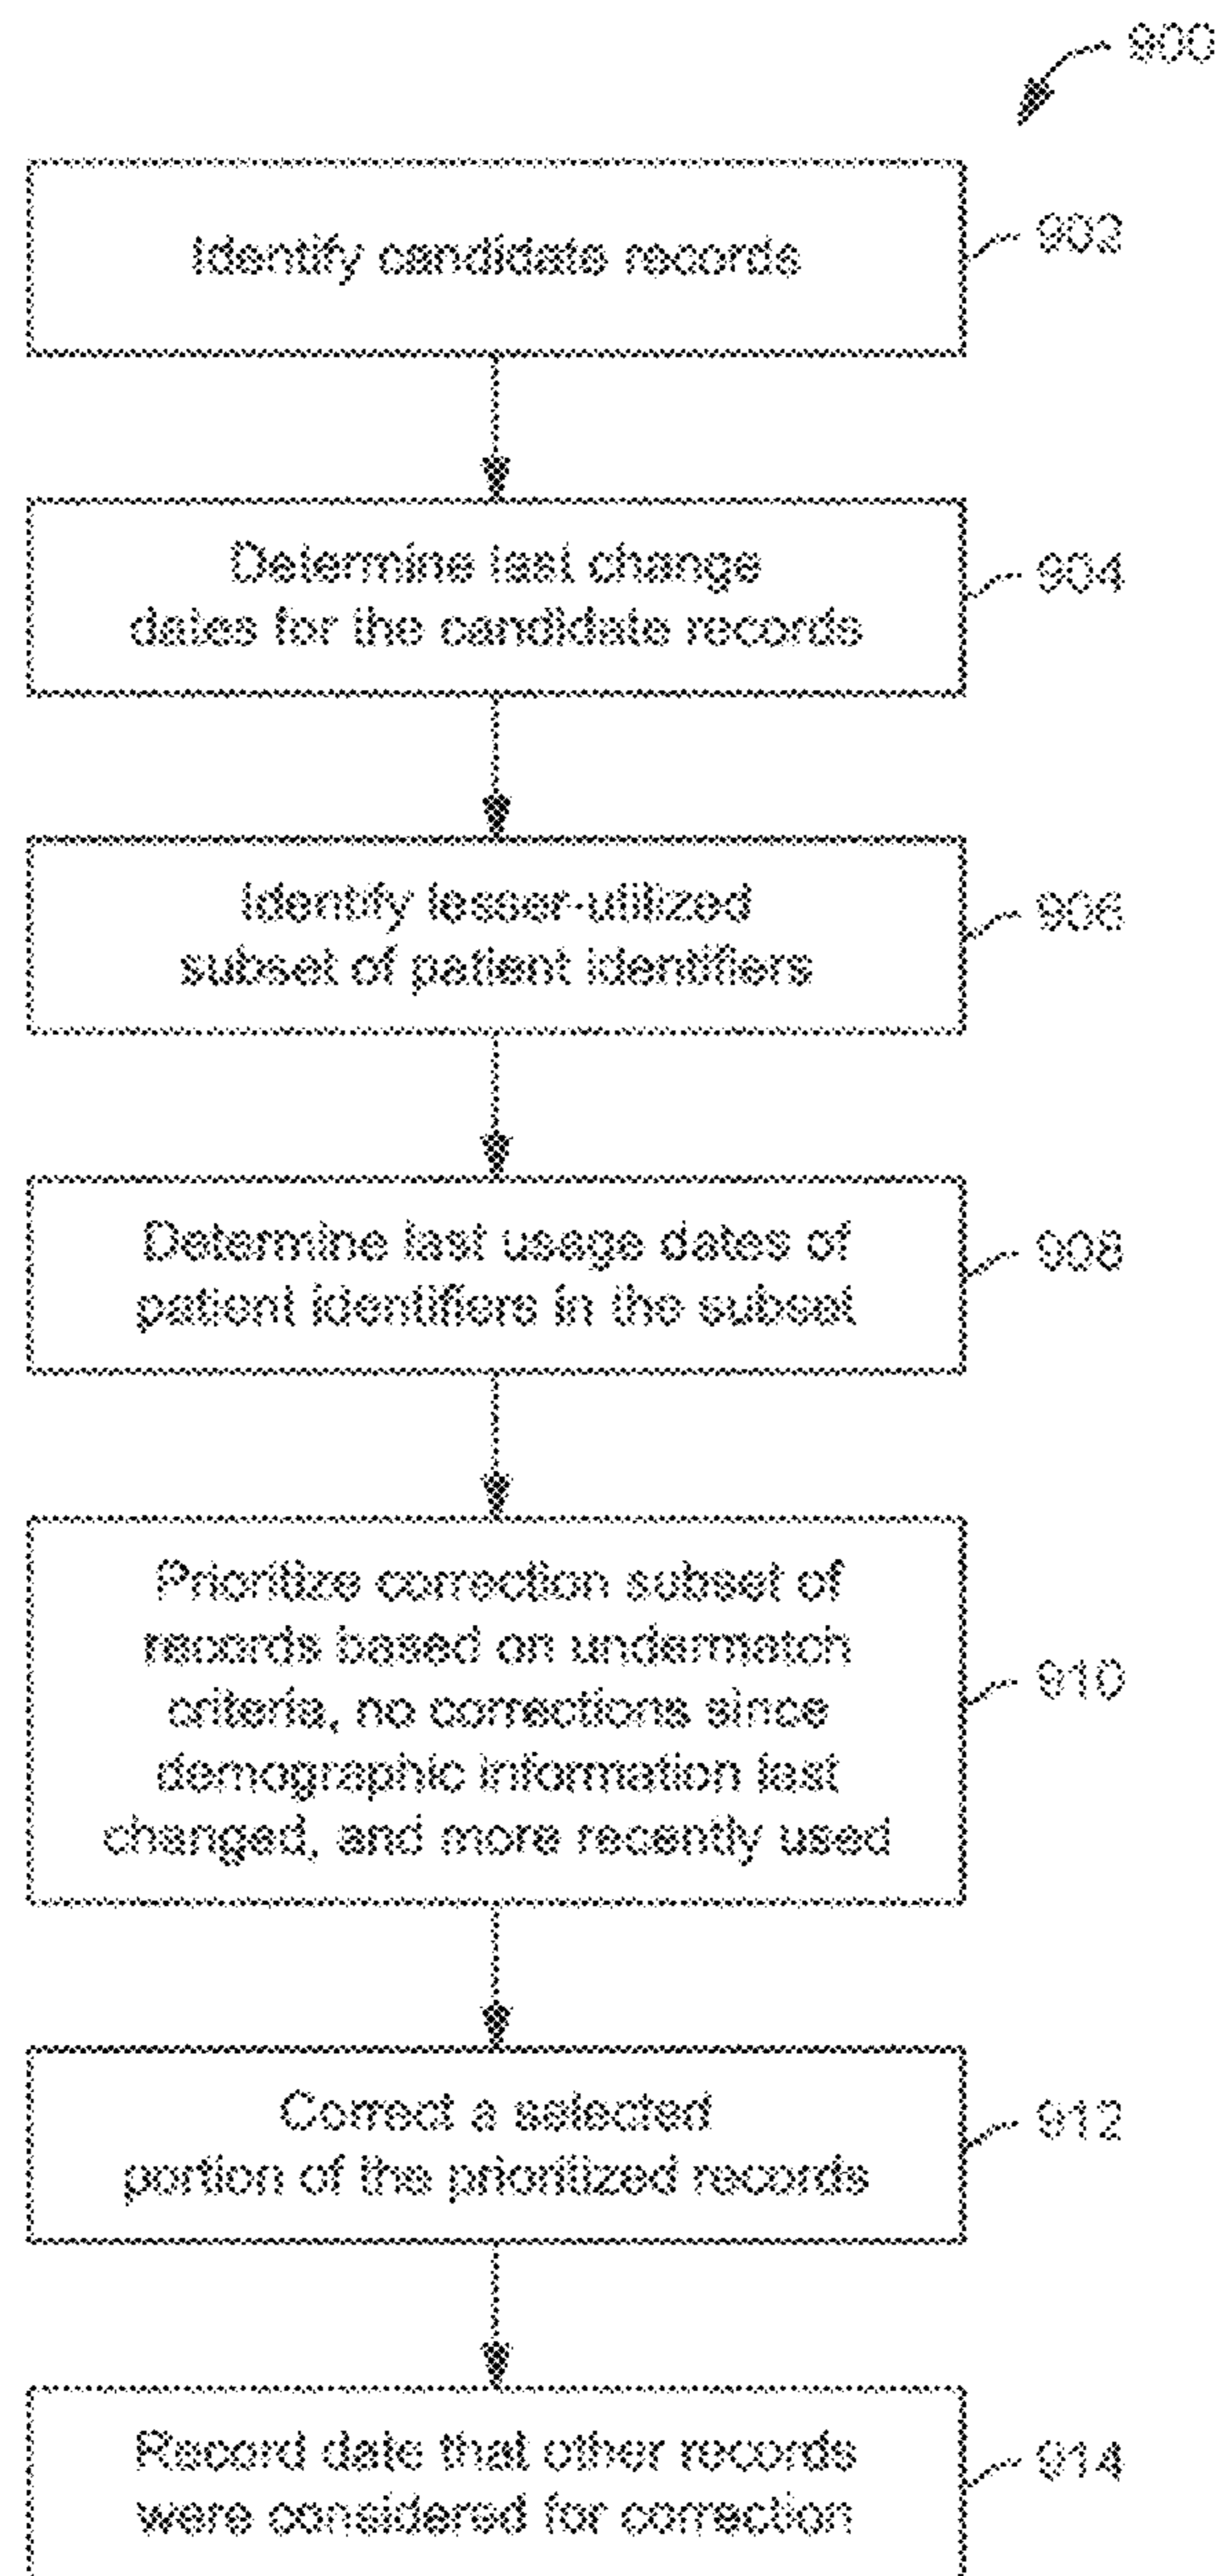 900
Identify candidate records
902
Determine last change
dates for the candidate records
904
Identify lesser-utilized
subset of patient identifiers
906
Determine last usage dates of
patient identifiers in the subset
908
Prioritize correction subset of
records based on undermatch
criteria, no corrections since
demographic information last
changed, and more recently used
910
Correct a selected
portion of the prioritized records
912
Record date that other records
were considered for correction
914